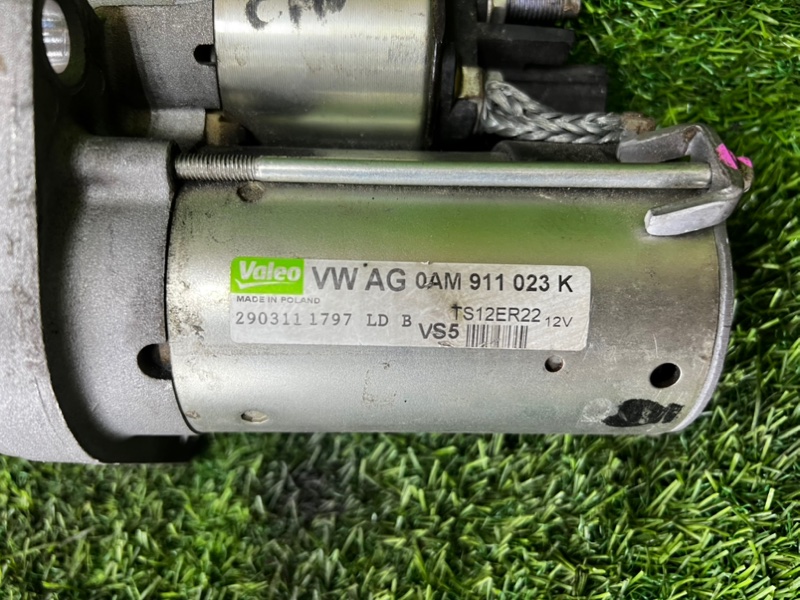 Valeo VW AG 0AM 911 023 K
MADE IN POLAND
290311 1797 LD B TS12ER22 12V
VS5